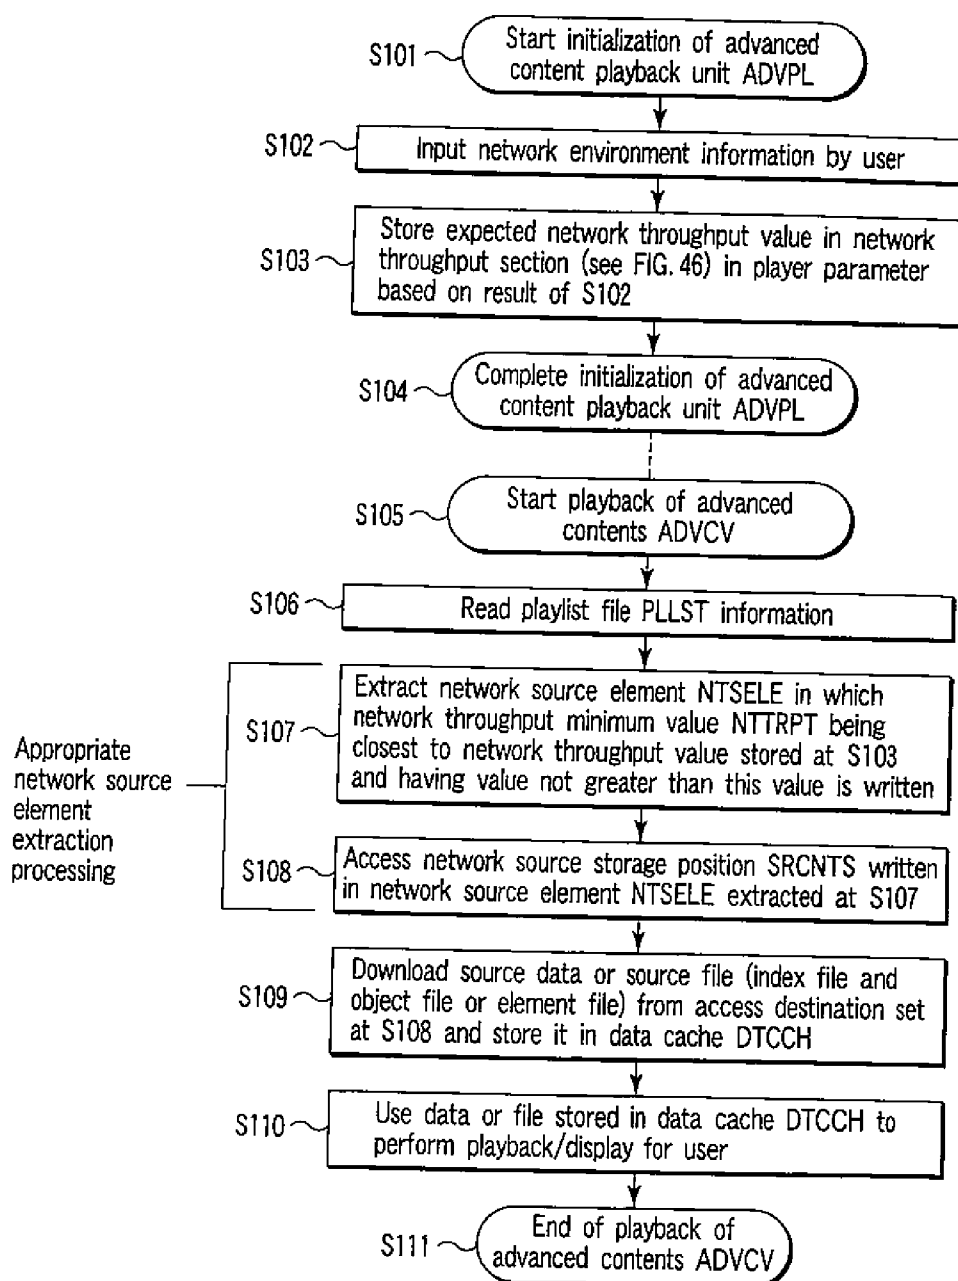 S101
Start initialization of advanced
content playback unit ADVPL
S102
Input network environment information by user
S103
Store expected network throughput value in network
throughput section (see FIG. 46) in player parameter
based on result of S102
S104
Complete initialization of advanced
content playback unit ADVPL
S105
Start playback of advanced
contents ADVCV
S106
Read playlist file PLLST information
Appropriate
network source
element
extraction
processing
S107
Extract network source element NTSELE in which
network throughput minimum value NTTRPT being
closest to network throughput value stored at S103
and having value not greater than this value is written
S108
Access network source storage position SRCNTS written
in network source element NTSELE extracted at S107
S109
Download source data or source file (index file and
object file or element file) from access destination set
at S108 and store it in data cache DTCCH
S110
Use data or file stored in data cache DTCCH to
perform playback/display for user
S111
End of playback of
advanced contents ADVCV